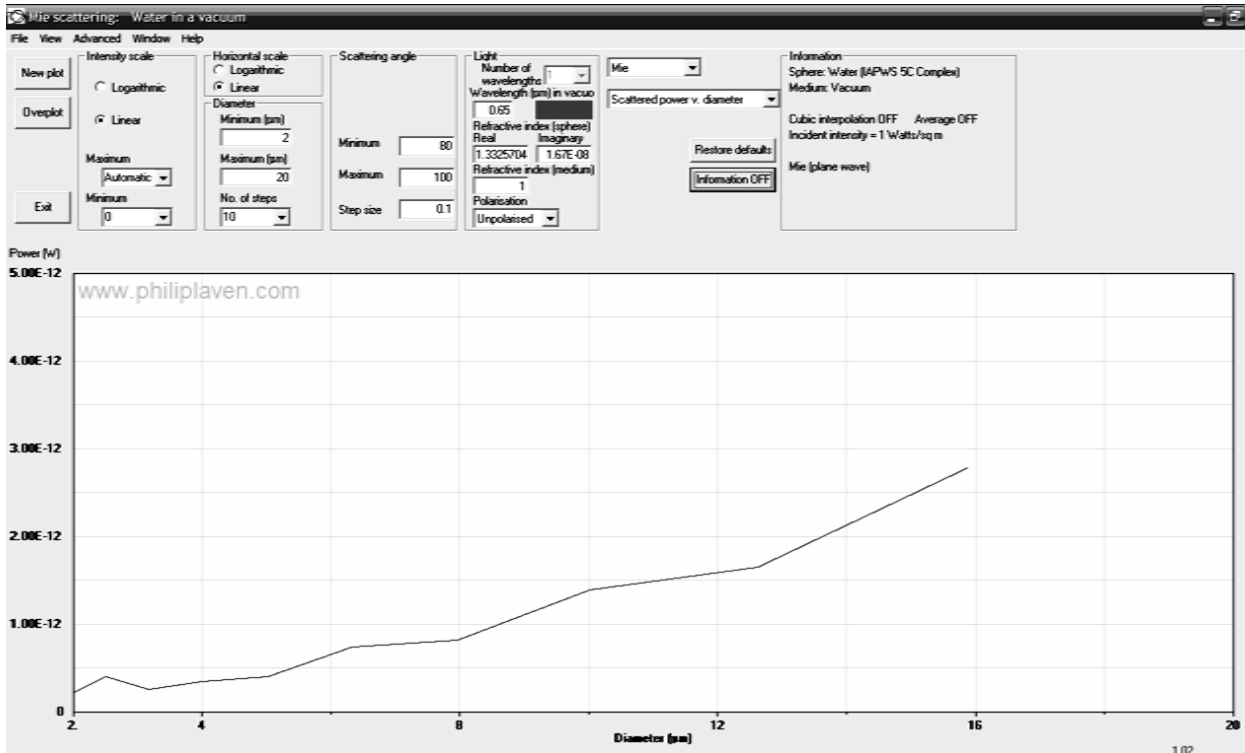 Mie scattering: Water in a vacuum
File View Advanced Window Help
New plot
Overplot
Exit
Intensity scale
Logarithmic
Linear
Maximum
Automatic
Minimum
0
Horizontal scale
Logarithmic
Linear
Diameter
Minimum (µm)
2
Maximum (µm)
20
No. of steps
10
Scattering angle
Minimum 80
Maximum 100
Step size 0.1
Light
Number of
wavelengths 1
Wavelength (µm) in vacuo
0.65
Refractive index (sphere)
Real Imaginary
1.3325704 1.67E-08
Refractive index (medium)
1
Polarisation
Unpolarised
Mie
Scattered power v. diameter
Restore defaults
Information OFF
Information
Sphere: Water (IAPWS 5C Complex)
Medium: Vacuum
Cubic interpolation OFF Average OFF
Incident intensity = 1 Watts/sq m
Mie (plane wave)
Power (W)
5.00E-12
www.philiplaven.com
4.00E-12
3.00E-12
2.00E-12
1.00E-12
0
2. 4 8 12 16 20
Diameter (µm)
1.02